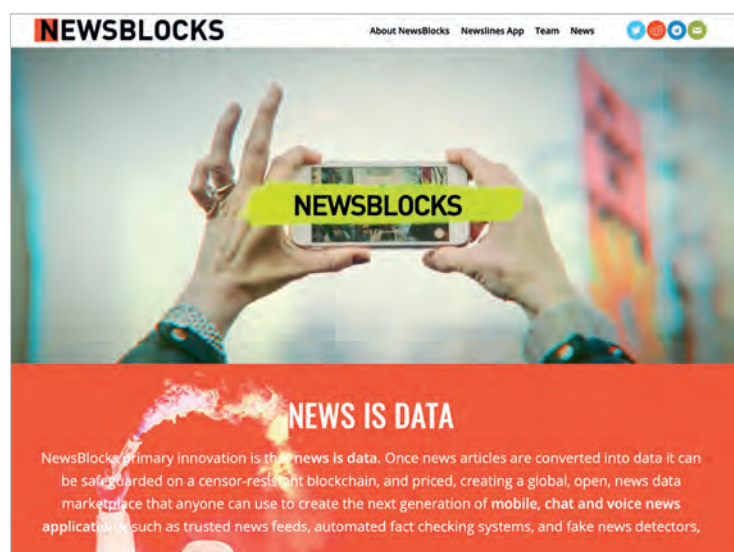 NEWSBLOCKS
About NewsBlocks Newslines App Team News
NEWSBLOCKS
NEWS IS DATA
NewsBlocks primary innovation is that news is data. Once news articles are converted into data it can
be safeguarded on a censor-resistant blockchain, and priced, creating a global, open, news data
marketplace that anyone can use to create the next generation of mobile, chat and voice news
applications such as trusted news feeds, automated fact checking systems, and fake news detectors,